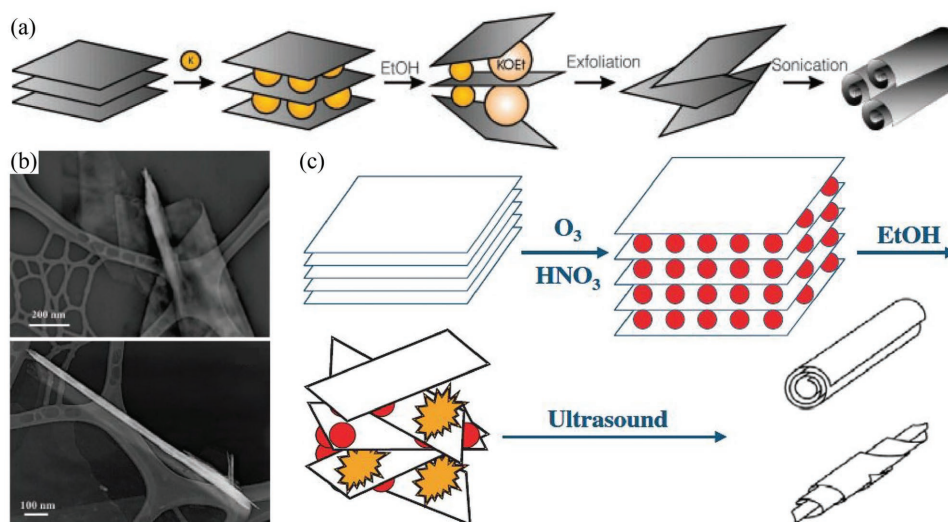 (a)
K
EtOH
KOEt
Exfoliation
Sonication
(b)
200 nm
100 nm
(c)
O3
HNO3
EtOH
Ultrasound